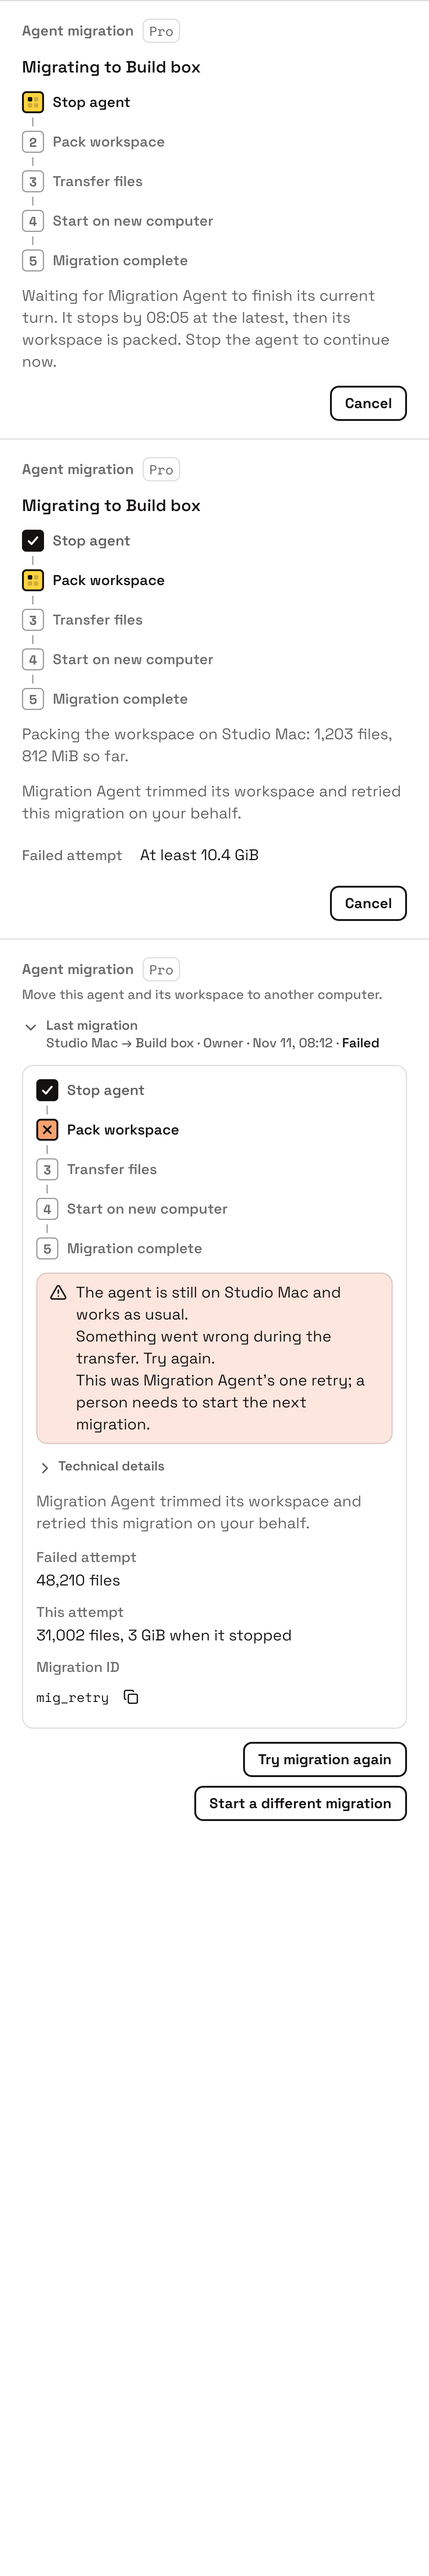 Agent migration Pro
Migrating to Build box
Stop agent
2 Pack workspace
3 Transfer files
4 Start on new computer
5 Migration complete
Waiting for Migration Agent to finish its current
turn. It stops by 08:05 at the latest, then its
workspace is packed. Stop the agent to continue
now.
Cancel
Agent migration Pro
Migrating to Build box
Stop agent
Pack workspace
3 Transfer files
4 Start on new computer
5 Migration complete
Packing the workspace on Studio Mac: 1,203 files,
812 MiB so far.
Migration Agent trimmed its workspace and retried
this migration on your behalf.
Failed attempt At least 10.4 GiB
Cancel
Agent migration Pro
Move this agent and its workspace to another computer.
Last migration
Studio Mac → Build box · Owner · Nov 11, 08:12 · Failed
Stop agent
Pack workspace
3 Transfer files
4 Start on new computer
5 Migration complete
The agent is still on Studio Mac and
works as usual.
Something went wrong during the
transfer. Try again.
This was Migration Agent's one retry; a
person needs to start the next
migration.
Technical details
Migration Agent trimmed its workspace and
retried this migration on your behalf.
Failed attempt
48,210 files
This attempt
31,002 files, 3 GiB when it stopped
Migration ID
mig_retry
Try migration again
Start a different migration